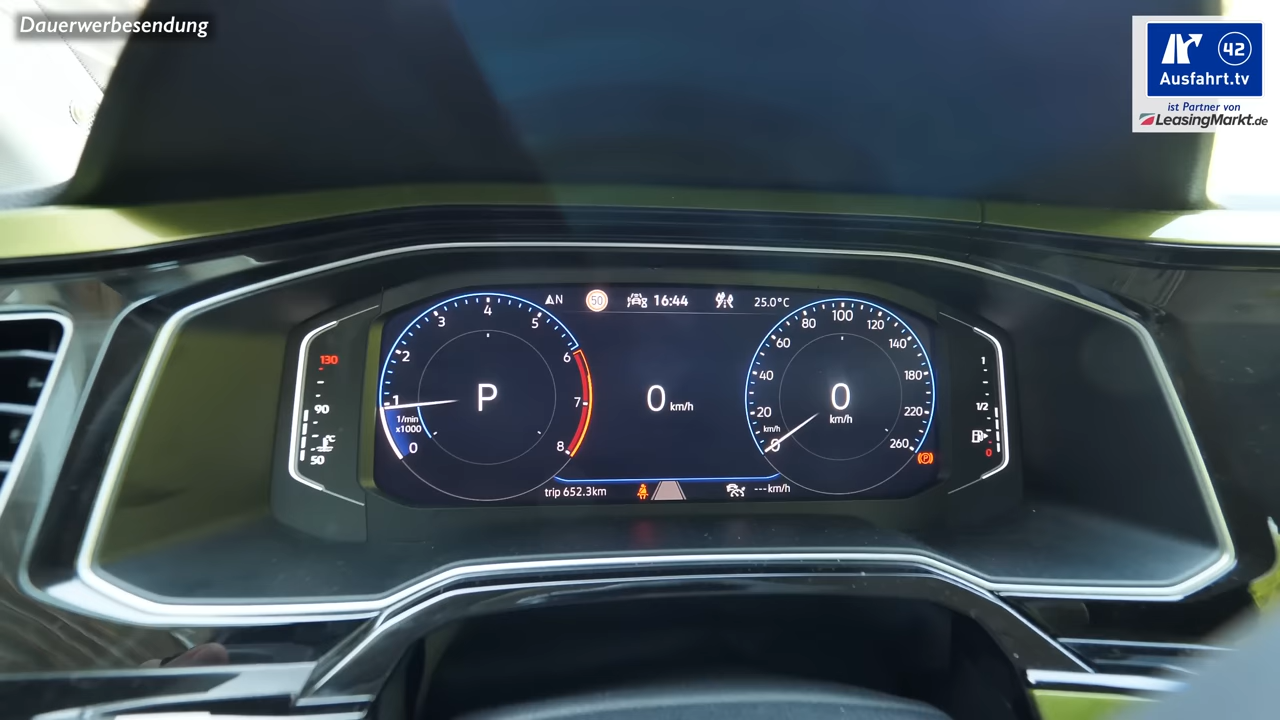 Dauerwerbesendung
42
Ausfahrt.tv
ist Partner von
LeasingMarkt.de
N 50 16:44 25.0°C
0 1 2 3 4 5 6 7 8
1/min
x1000
P
0 km/h
0 20 40 60 80 100 120 140 180 220 260
km/h
0
km/h
130
90
50
1
1/2
0
(P)
trip 652.3km
---km/h